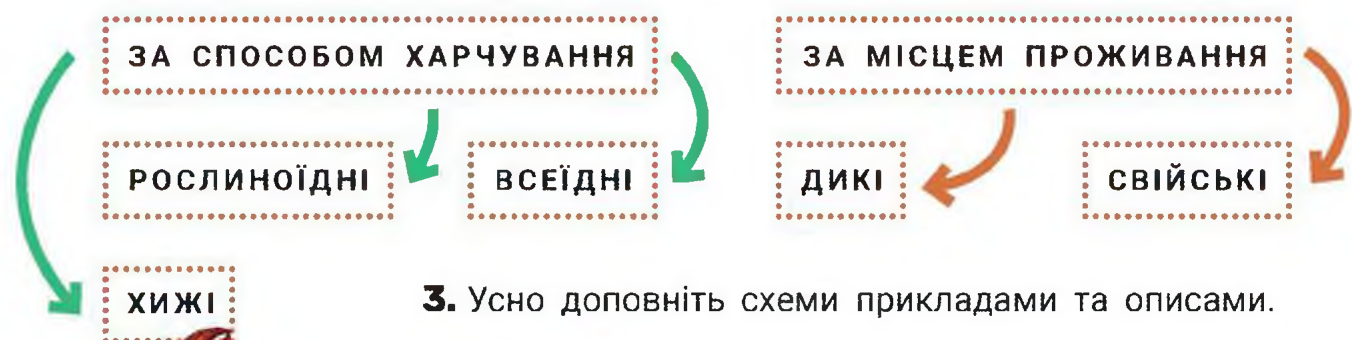 ЗА СПОСОБОМ ХАРЧУВАННЯ
ЗА МІСЦЕМ ПРОЖИВАННЯ
РОСЛИНОЇДНІ
ВСЕЇДНІ
ДИКІ
СВІЙСЬКІ
ХИЖІ
3. Усно доповніть схеми прикладами та описами.